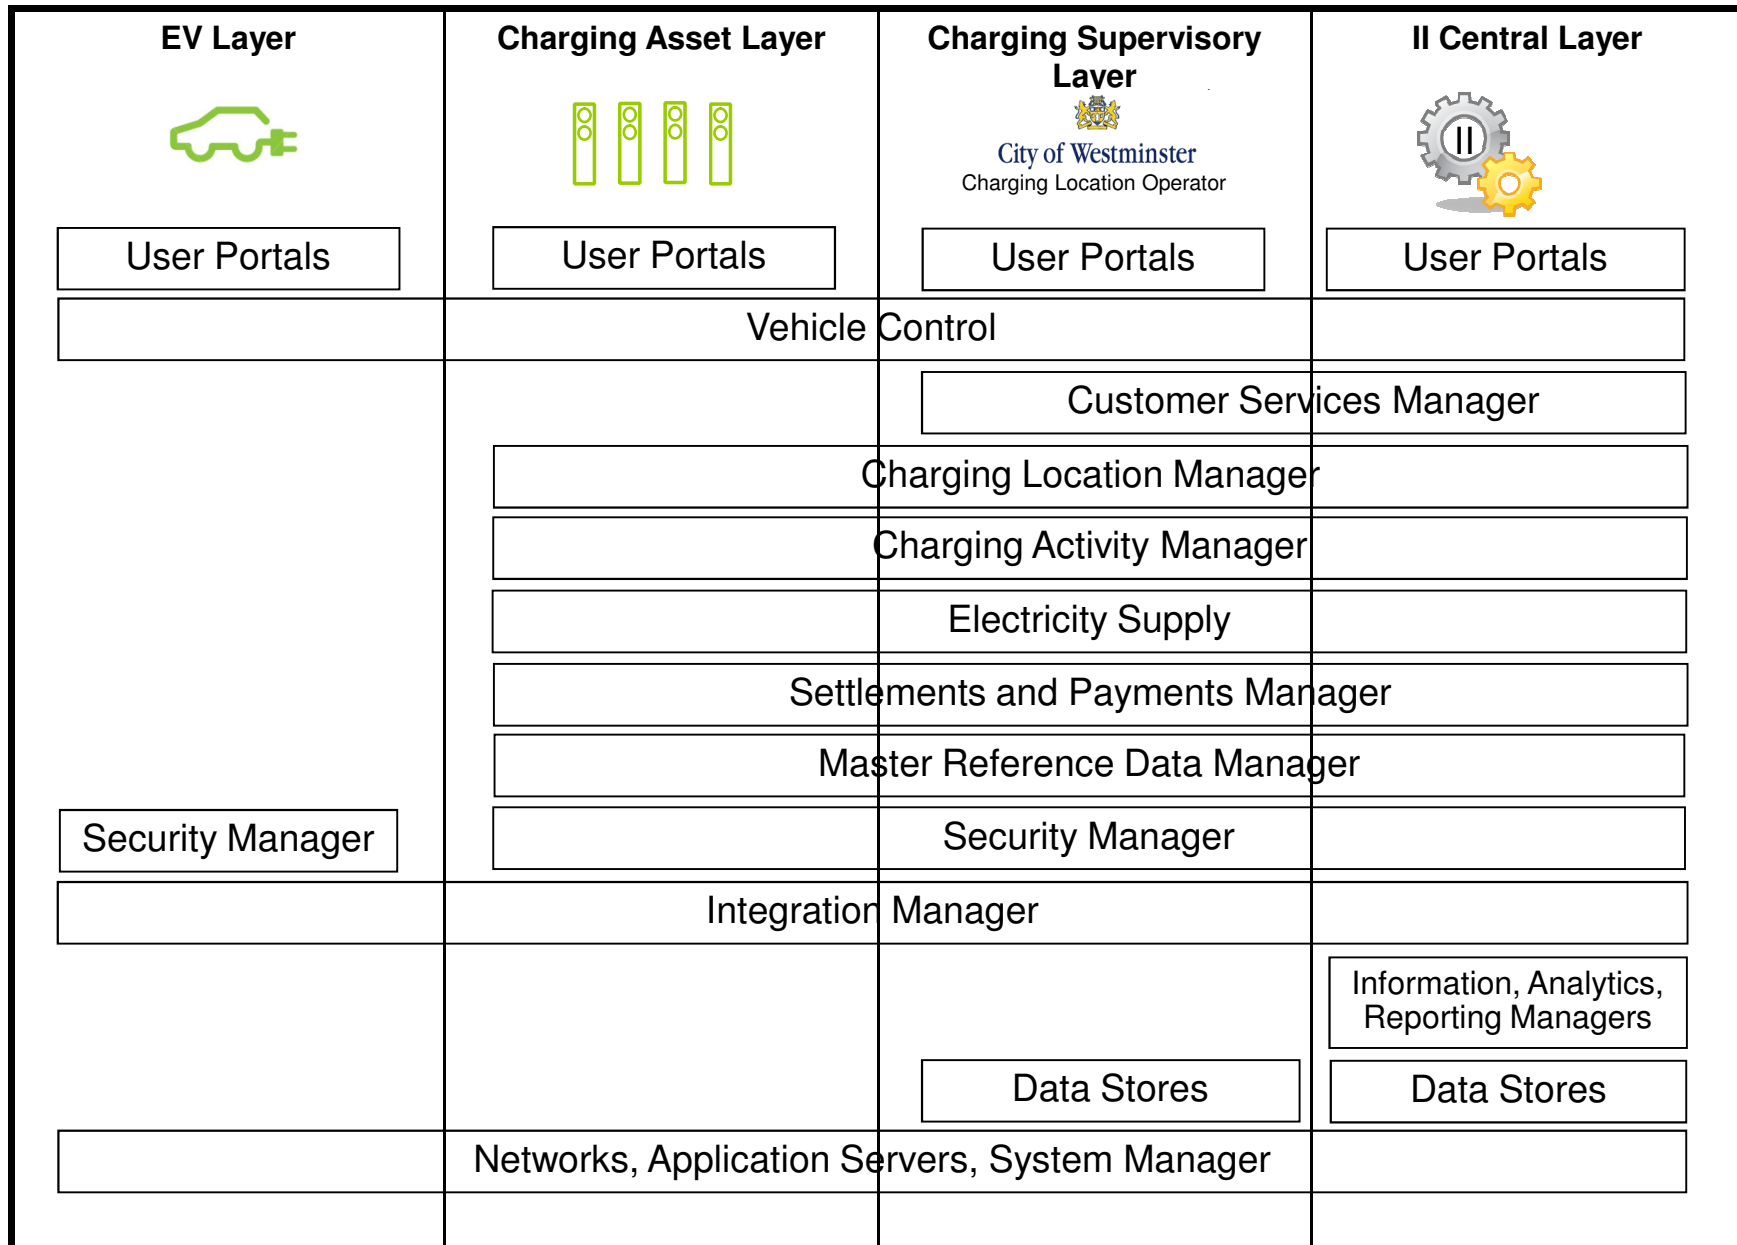 EV Layer
Charging Asset Layer
Charging Supervisory
Layer
II Central Layer
City of Westminster
Charging Location Operator
II
User Portals
User Portals
User Portals
User Portals
Vehicle Control
Customer Services Manager
Charging Location Manager
Charging Activity Manager
Electricity Supply
Settlements and Payments Manager
Master Reference Data Manager
Security Manager
Security Manager
Integration Manager
Information, Analytics,
Reporting Managers
Data Stores
Data Stores
Networks, Application Servers, System Manager